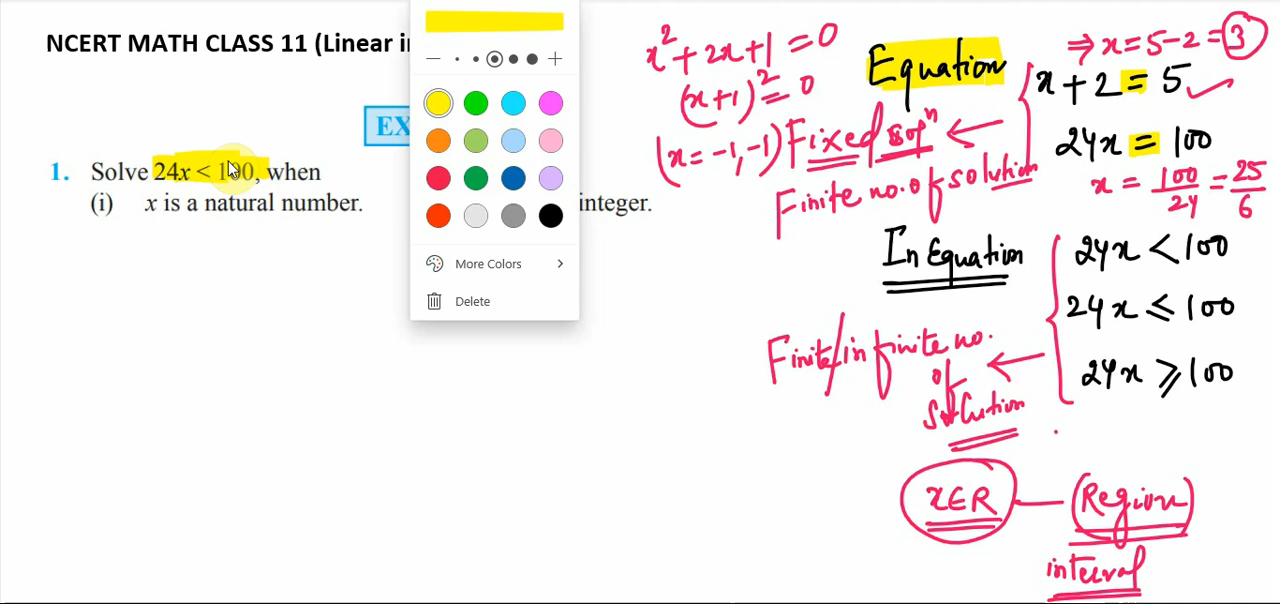 NCERT MATH CLASS 11 (Linear in
EX
1. Solve 24x < 100, when
(i) x is a natural number.
integer.
More Colors
Delete
x² + 2x + 1 = 0
(x+1)² = 0
(x = -1, -1) Fixed solⁿ
Finite no. of solution
Equation
⇒ x = 5-2 = 3
x + 2 = 5
24x = 100
x = 100/24 = 25/6
InEquation
24x < 100
24x ≤ 100
24x ≥ 100
Finite/infinite no.
of
solution
x∈R — (Region)
interval